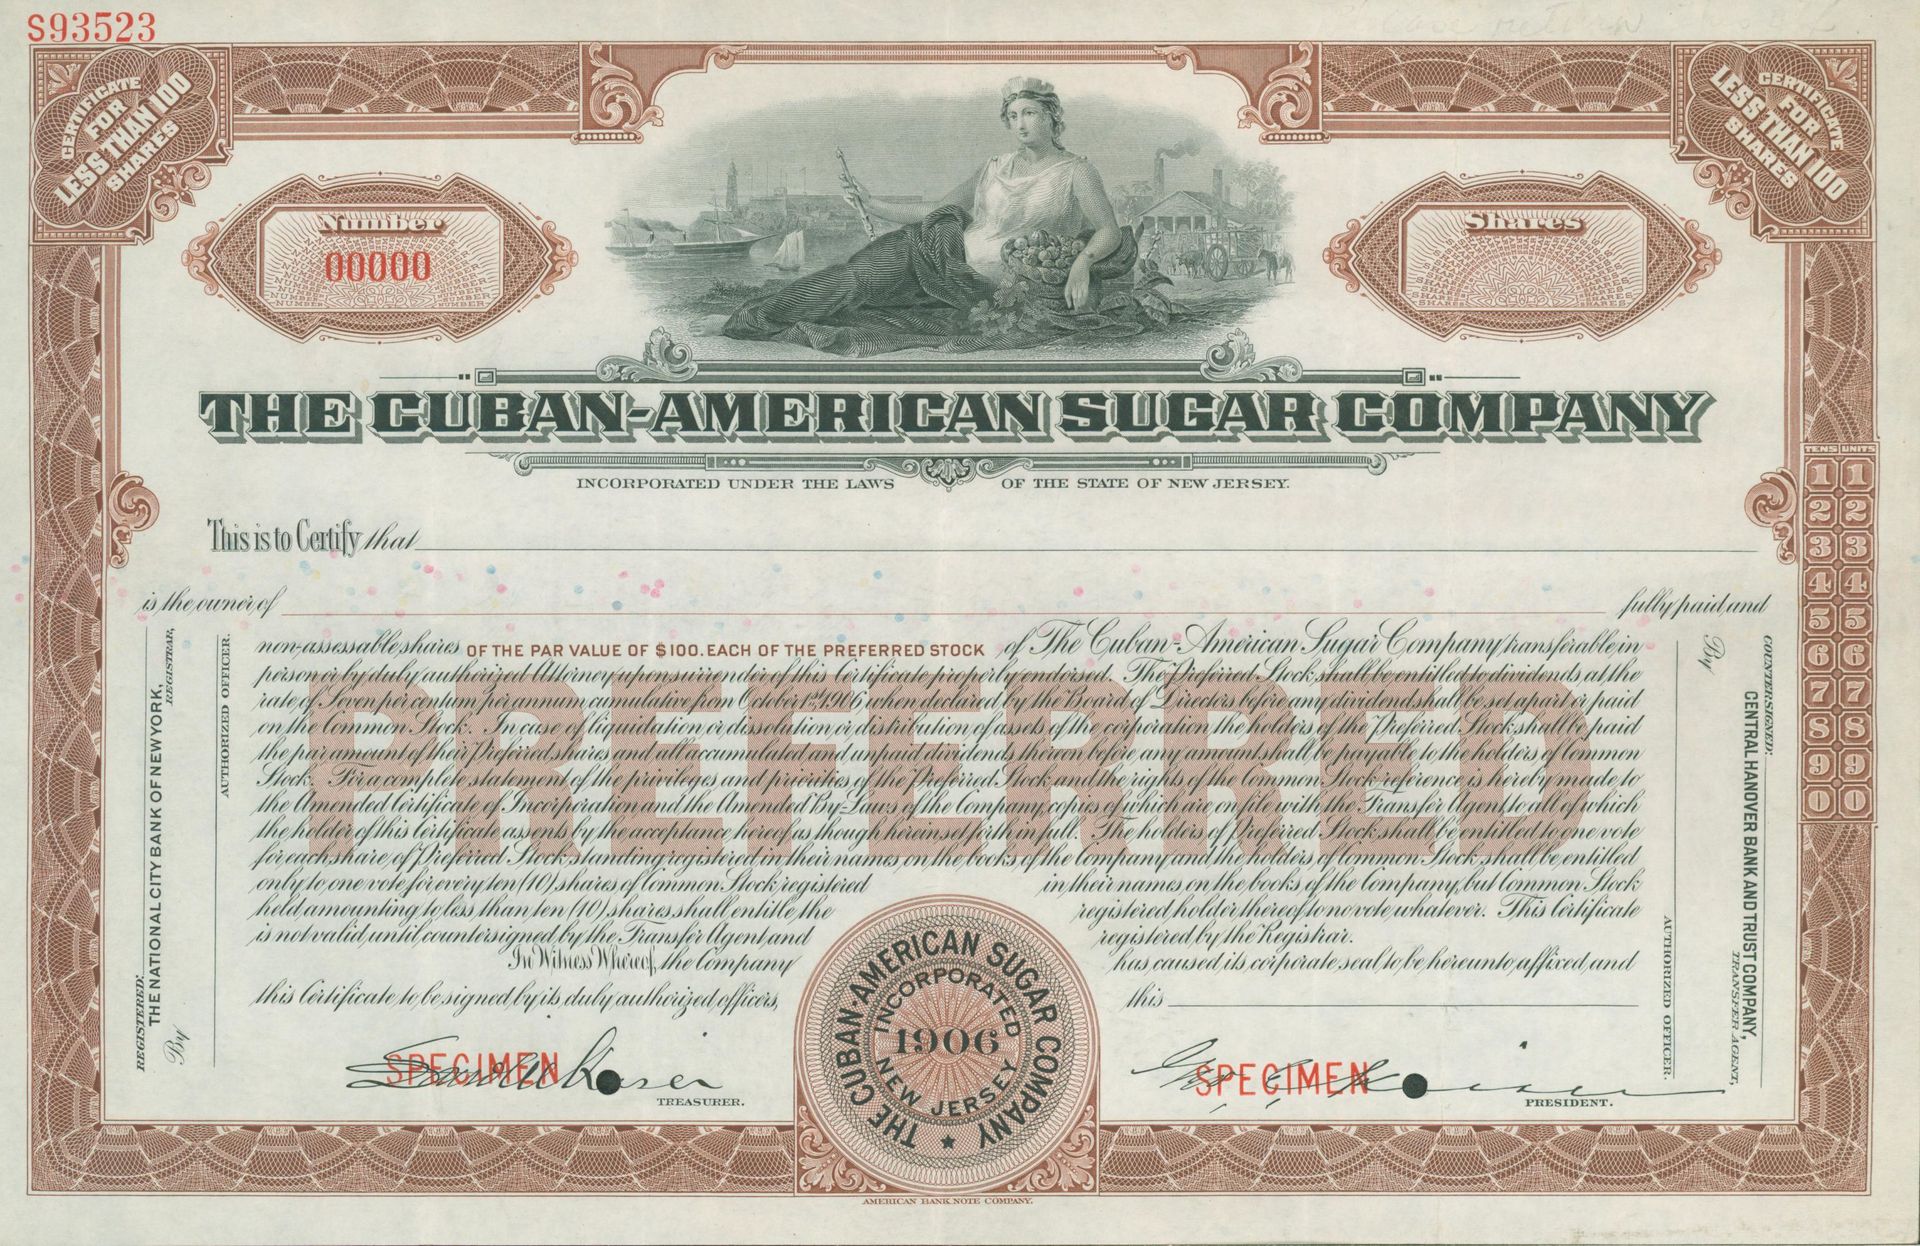 S93523
CERTIFICATE
FOR
LESS THAN 100
SHARES
CERTIFICATE
FOR
LESS THAN 100
SHARES
Number
00000
Shares
THE CUBAN-AMERICAN SUGAR COMPANY
INCORPORATED UNDER THE LAWS OF THE STATE OF NEW JERSEY.
This is to Certify that
is the owner of fully paid and
non-assessable shares OF THE PAR VALUE OF $100. EACH OF THE PREFERRED STOCK of The Cuban-American Sugar Company transferable in
person or by duly authorized Attorney upon surrender of this Certificate properly endorsed. The Preferred Stock shall be entitled to dividends at the
rate of Seven per centum per annum cumulative from October 1st, 1906 when declared by the Board of Directors before any dividend shall be set apart or paid
on the Common Stock. In case of liquidation or dissolution or distribution of assets of the corporation the holders of the Preferred Stock shall be paid
the par amount of their Preferred shares and all accumulated and unpaid dividends thereon before any amount shall be payable to the holders of Common
Stock. For a complete statement of the privileges and priorities of the Preferred Stock and the rights of the Common Stock reference is hereby made to
the Amended Certificate of Incorporation and the Amended By-Laws of the Company, copies of which are on file with the Transfer Agent, to all of which
the holder of this Certificate assents by the acceptance hereof as though herein set forth in full. The holders of Preferred Stock shall be entitled to one vote
for each share of Preferred Stock standing registered in their names on the books of the Company and the holders of Common Stock shall be entitled
only to one vote for every ten (10) shares of Common Stock registered in their names on the books of the Company, but Common Stock
held amounting to less than ten (10) shares shall entitle the registered holder thereof to no vote whatever. This Certificate
is not valid until countersigned by the Transfer Agent and registered by the Registrar.
In Witness Whereof, the Company has caused its corporate seal to be hereunto affixed and
this Certificate to be signed by its duly authorized officers, this
PREFERRED
SPECIMEN
TREASURER.
SPECIMEN
PRESIDENT.
THE CUBAN-AMERICAN SUGAR COMPANY
INCORPORATED
1906
NEW JERSEY
REGISTERED:
THE NATIONAL CITY BANK OF NEW YORK,
REGISTRAR,
By
AUTHORIZED OFFICER.
COUNTERSIGNED:
CENTRAL HANOVER BANK AND TRUST COMPANY,
TRANSFER AGENT,
By
AUTHORIZED OFFICER.
TENS UNITS
1 1
2 2
3 3
4 4
5 5
6 6
7 7
8 8
9 9
0 0
AMERICAN BANK NOTE COMPANY.